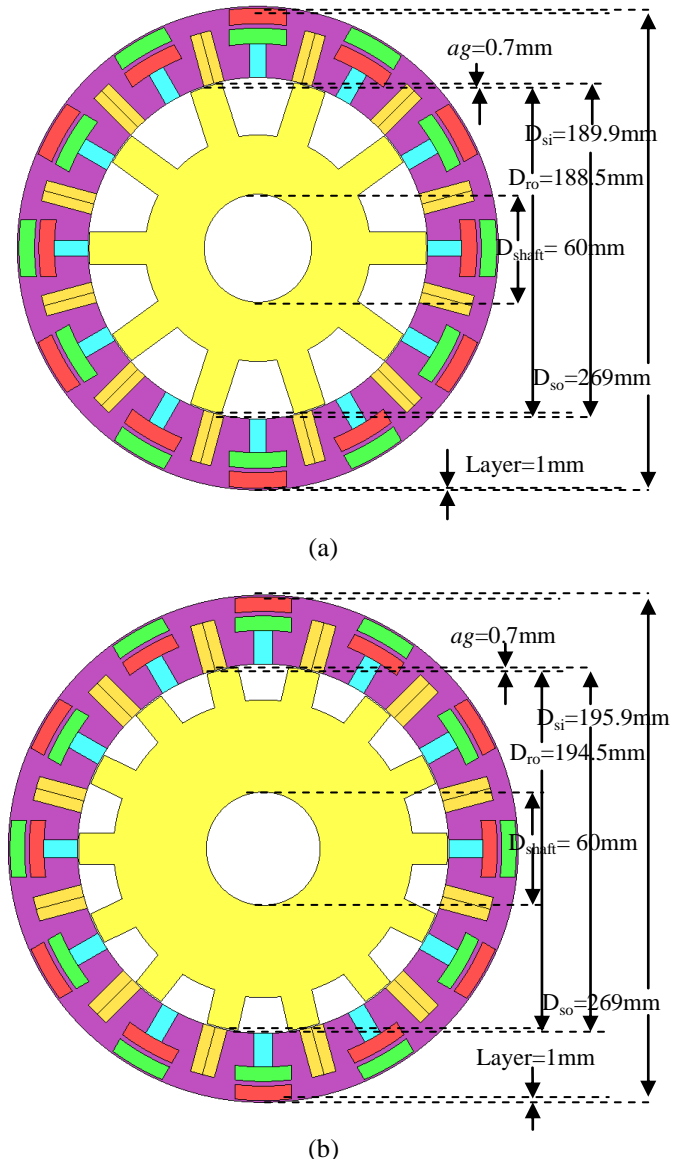 ag=0.7mm
Dsi=189.9mm
Dro=188.5mm
Dshaft= 60mm
Dso=269mm
Layer=1mm
(a)
ag=0.7mm
Dsi=195.9mm
Dro=194.5mm
Dshaft= 60mm
Dso=269mm
Layer=1mm
(b)